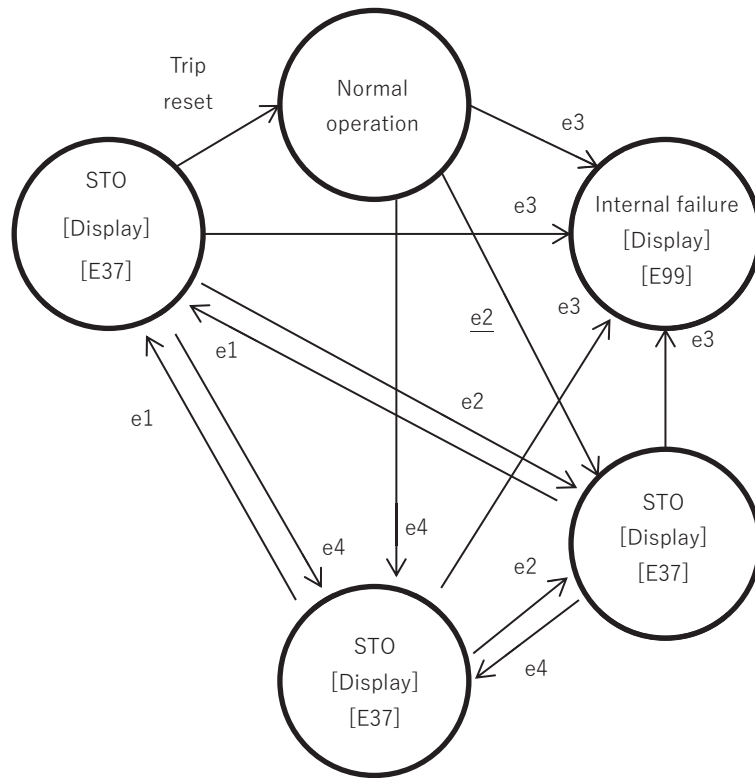 Trip
reset
Normal
operation
e3
STO
[Display]
[E37]
e3
Internal failure
[Display]
[E99]
e2
e3
e3
e1
e2
e1
e4
e4
STO
[Display]
[E37]
e2
e4
STO
[Display]
[E37]